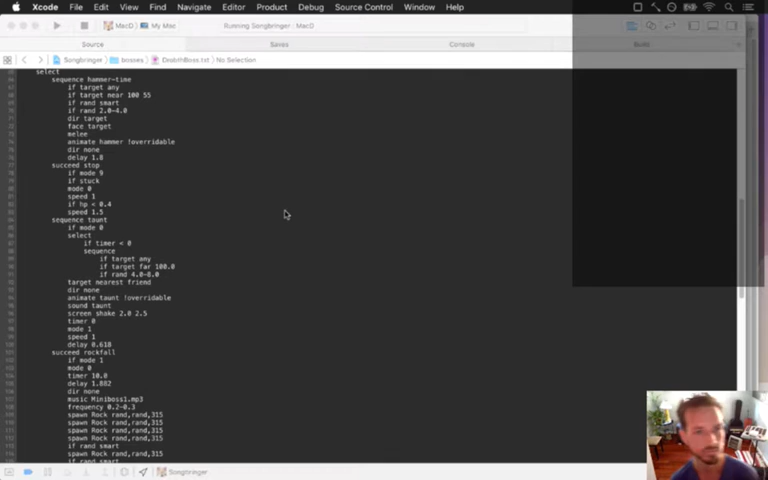 Xcode File Edit View Find Navigate Editor Product Debug Source Control Window Help
MacD My Mac Running Songbringer : MacD
Source Saves Console Build
Songbringer bosses DrabthBoss.txt No Selection
select
sequence hammer-time
if target any
if target near 100 55
if rand smart
if rand 2.0-4.0
dir target
face target
melee
animate hammer !overridable
dir none
delay 1.8
succeed stop
if mode 9
if stuck
mode 0
speed 1
if hp < 0.4
speed 1.5
sequence taunt
if mode 0
select
if timer < 0
sequence
if target any
if target far 100.0
if rand 4.0-8.0
target nearest friend
dir none
animate taunt !overridable
sound taunt
screen shake 2.0 2.5
timer 0
mode 1
speed 1
delay 0.618
succeed rockfall
if mode 1
mode 0
timer 10.0
delay 1.882
dir none
music Miniboss1.mp3
frequency 0.2-0.3
spawn Rock rand,rand,315
spawn Rock rand,rand,315
spawn Rock rand,rand,315
spawn Rock rand,rand,315
if rand smart
spawn Rock rand,rand,315
if rand smart
Songbringer